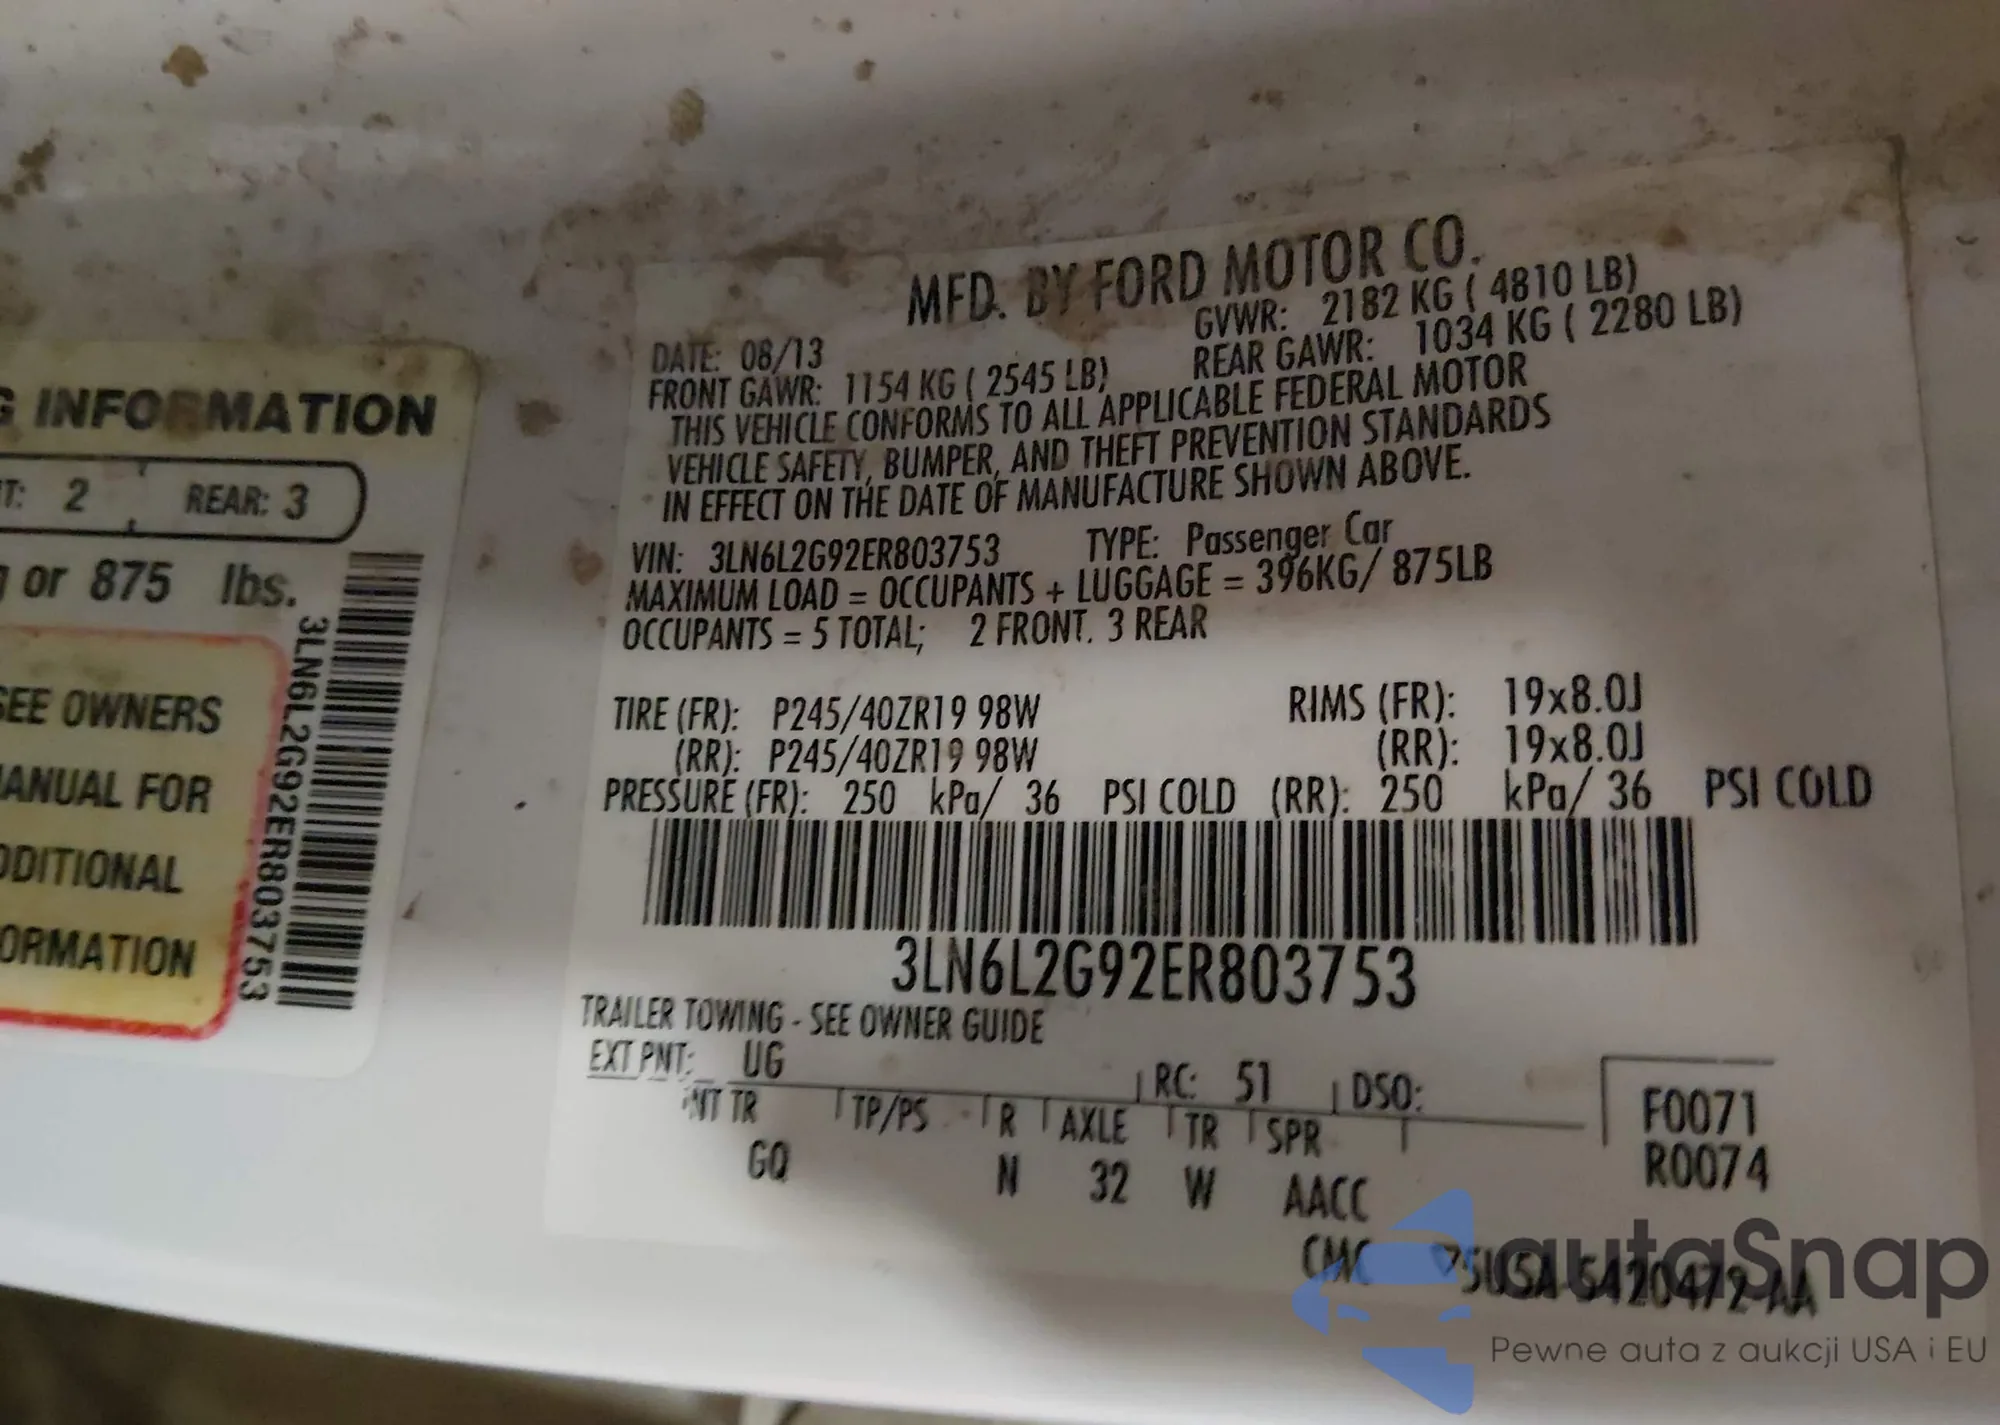 G INFORMATION
T: 2 REAR: 3
or 875 lbs.
SEE OWNERS
MANUAL FOR
ADDITIONAL
FORMATION
3LN6L2G92ER803753
MFD. BY FORD MOTOR CO.
DATE: 08/13 GVWR: 2182 KG ( 4810 LB)
FRONT GAWR: 1154 KG ( 2545 LB) REAR GAWR: 1034 KG ( 2280 LB)
THIS VEHICLE CONFORMS TO ALL APPLICABLE FEDERAL MOTOR
VEHICLE SAFETY, BUMPER, AND THEFT PREVENTION STANDARDS
IN EFFECT ON THE DATE OF MANUFACTURE SHOWN ABOVE.
VIN: 3LN6L2G92ER803753 TYPE: Passenger Car
MAXIMUM LOAD = OCCUPANTS + LUGGAGE = 396KG/ 875LB
OCCUPANTS = 5 TOTAL; 2 FRONT. 3 REAR
TIRE (FR): P245/40ZR19 98W RIMS (FR): 19x8.0J
(RR): P245/40ZR19 98W (RR): 19x8.0J
PRESSURE (FR): 250 kPa/ 36 PSI COLD (RR): 250 kPa/ 36 PSI COLD
3LN6L2G92ER803753
TRAILER TOWING - SEE OWNER GUIDE
EXT PNT: UG RC: 51 DSO: F0071
INT TR TP/PS R AXLE TR SPR R0074
GQ N 32 W AACC
CMC
autaSnap
Pewne auta z aukcji USA i EU